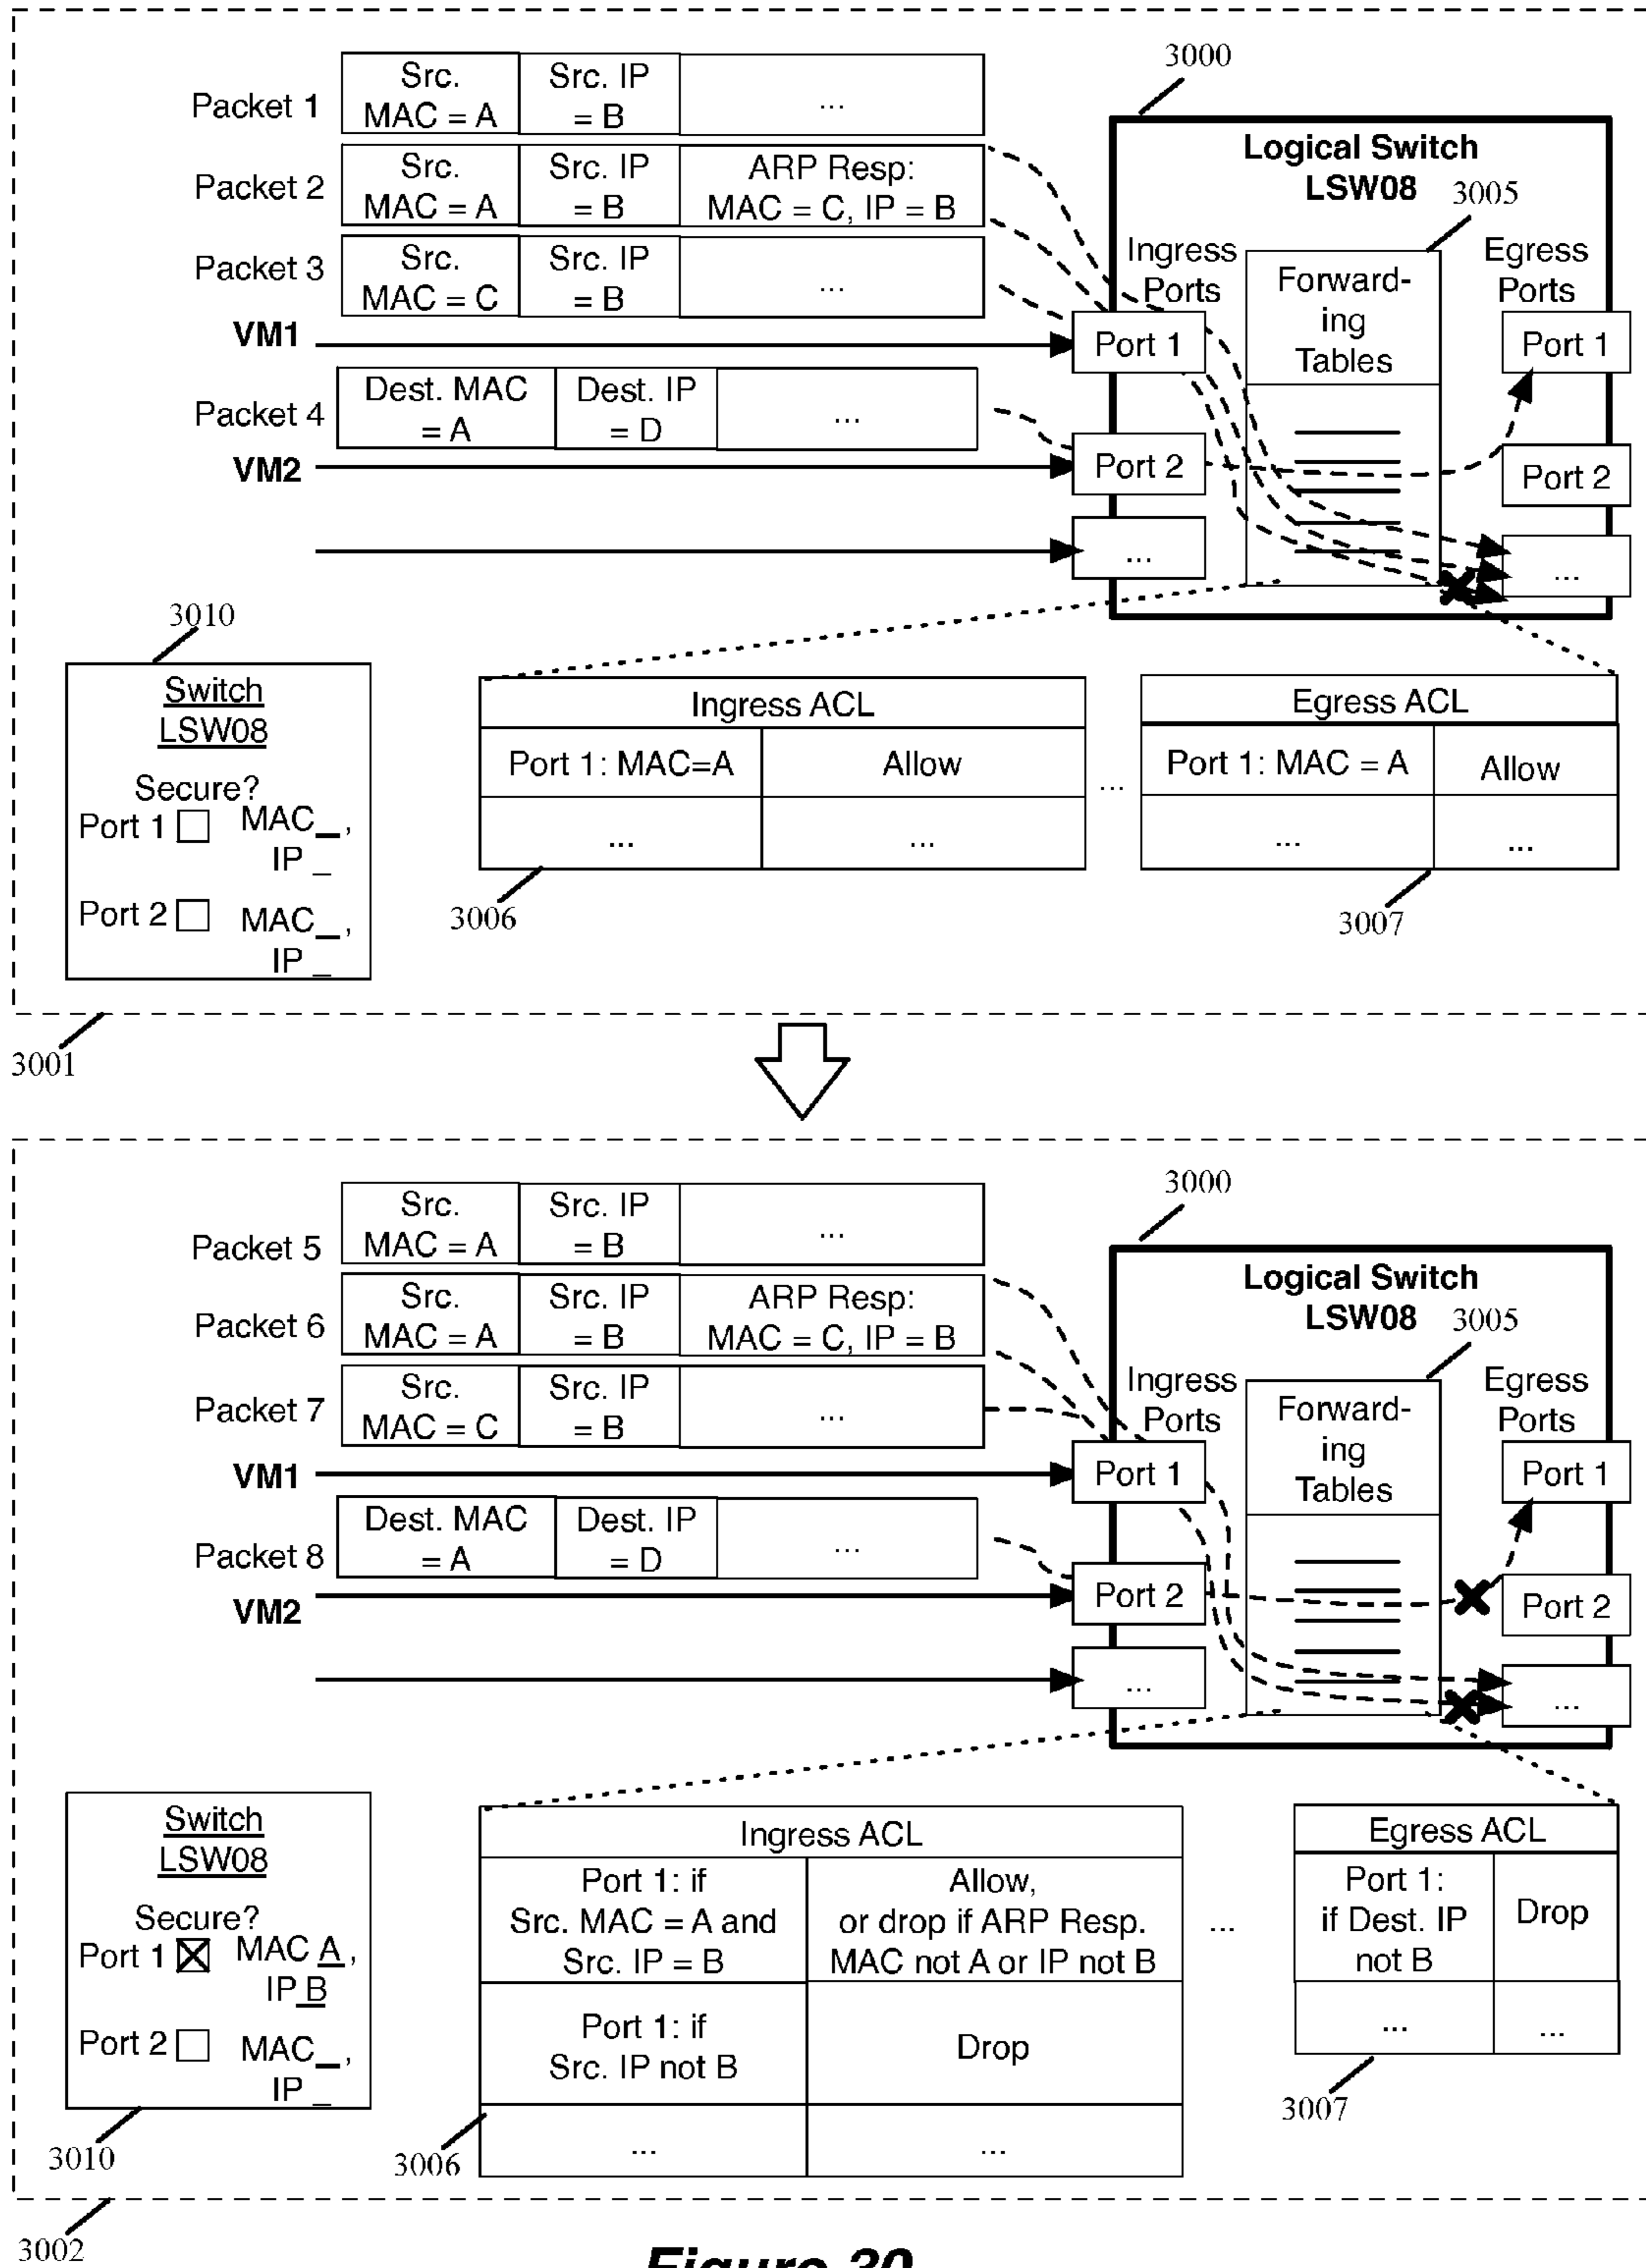 3000
Packet 1
Src. MAC = A
Src. IP = B
...
Packet 2
Src. MAC = A
Src. IP = B
ARP Resp: MAC = C, IP = B
Packet 3
Src. MAC = C
Src. IP = B
...
VM1
Packet 4
Dest. MAC = A
Dest. IP = D
...
VM2
Logical Switch
LSW08
3005
Ingress Ports
Forward-
ing
Tables
Egress Ports
Port 1
Port 1
Port 2
Port 2
...
...
3010
Switch
LSW08
Secure?
Port 1 MAC_,
IP _
Port 2 MAC_,
IP _
Ingress ACL
Port 1: MAC=A
Allow
...
...
...
Egress ACL
Port 1: MAC = A
Allow
...
...
3006
3007
3001
3000
Packet 5
Src. MAC = A
Src. IP = B
...
Packet 6
Src. MAC = A
Src. IP = B
ARP Resp: MAC = C, IP = B
Packet 7
Src. MAC = C
Src. IP = B
...
VM1
Packet 8
Dest. MAC = A
Dest. IP = D
...
VM2
Logical Switch
LSW08
3005
Ingress Ports
Forward-
ing
Tables
Egress Ports
Port 1
Port 1
Port 2
Port 2
...
...
Switch
LSW08
Secure?
Port 1 MAC A,
IP B
Port 2 MAC_,
IP _
3010
Ingress ACL
Port 1: if
Src. MAC = A and
Src. IP = B
Allow,
or drop if ARP Resp.
MAC not A or IP not B
Port 1: if
Src. IP not B
Drop
...
...
...
Egress ACL
Port 1:
if Dest. IP
not B
Drop
...
...
3006
3007
3002
Figure 30